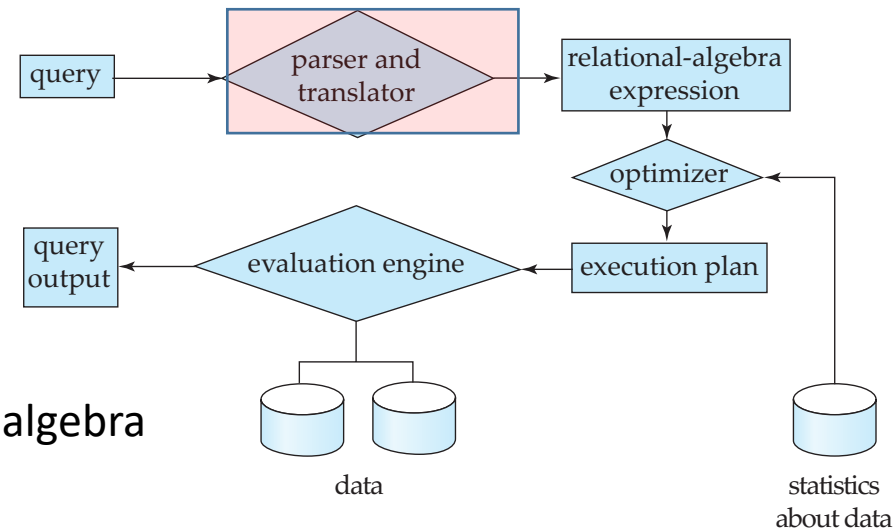 query
parser and
translator
relational-algebra
expression
optimizer
query
output
evaluation engine
execution plan
algebra
data
statistics
about data